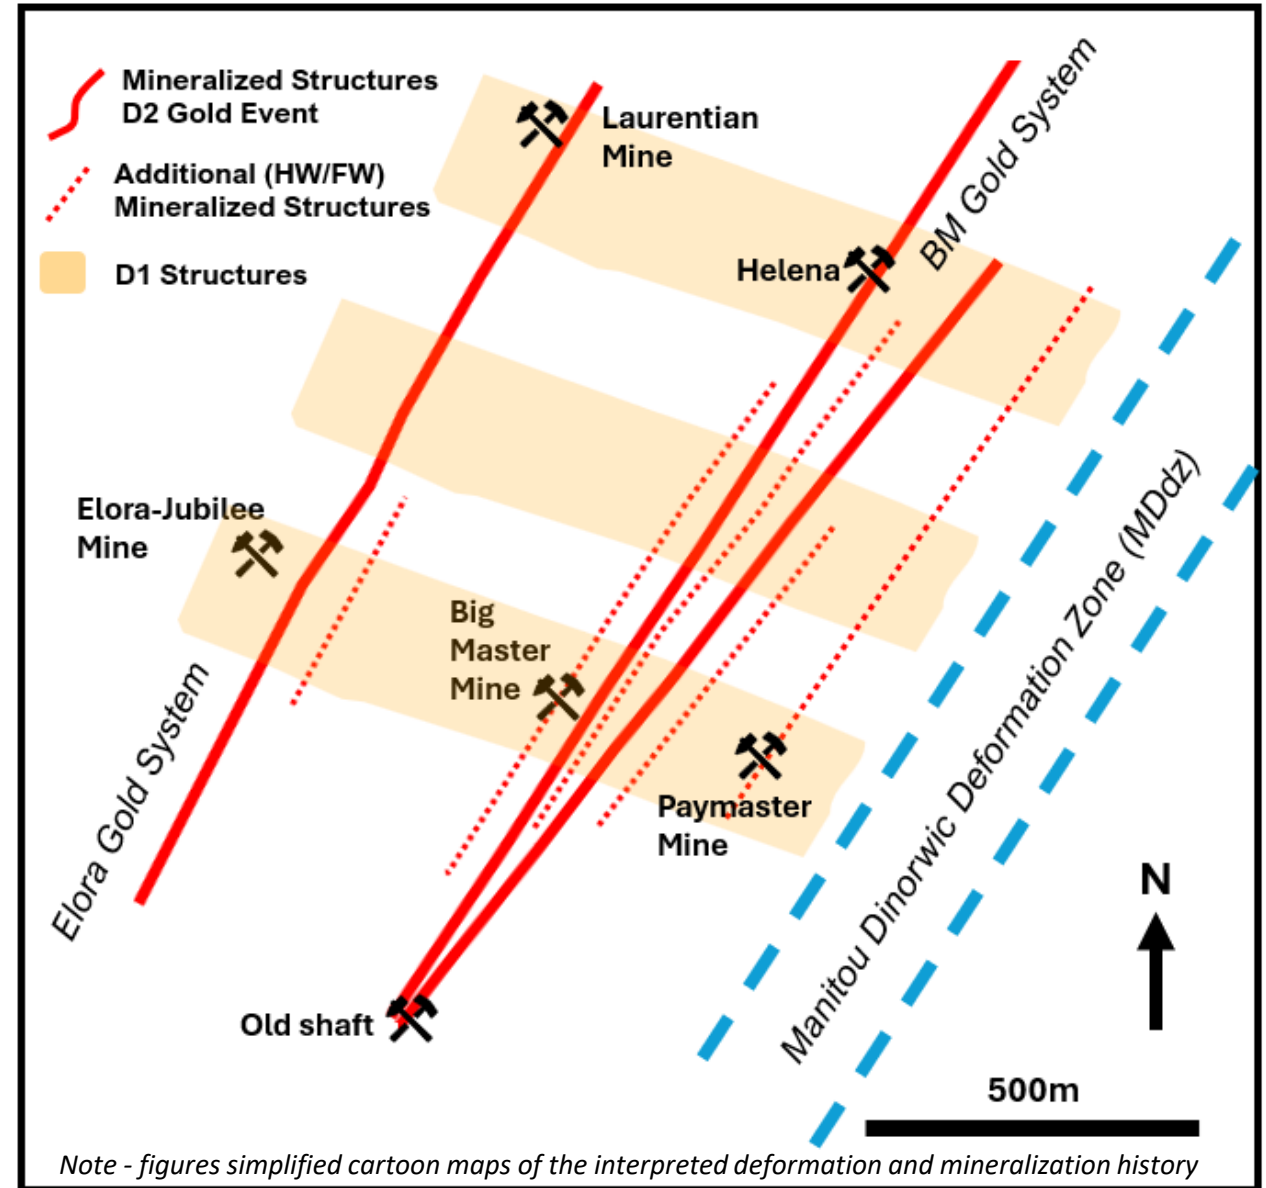 Mineralized Structures
D2 Gold Event
Additional (HW/FW)
Mineralized Structures
D1 Structures
Laurentian
Mine
BM Gold System
Helena
Elora-Jubilee
Mine
Big
Master
Mine
Paymaster
Mine
Elora Gold System
Manitou Dinorwic Deformation Zone (MDdz)
Old shaft
N
500m
Note - figures simplified cartoon maps of the interpreted deformation and mineralization history